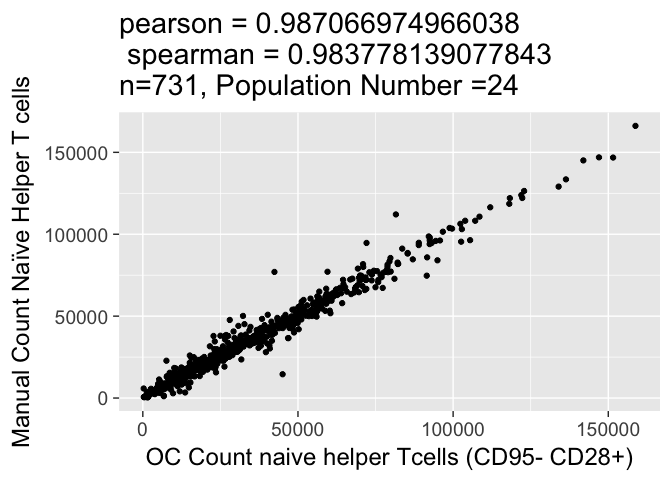 pearson = 0.987066974966038
spearman = 0.983778139077843
n=731, Population Number =24
Manual Count Naïve Helper T cells
150000
100000
50000
0
0
50000
100000
150000
OC Count naive helper Tcells (CD95- CD28+)